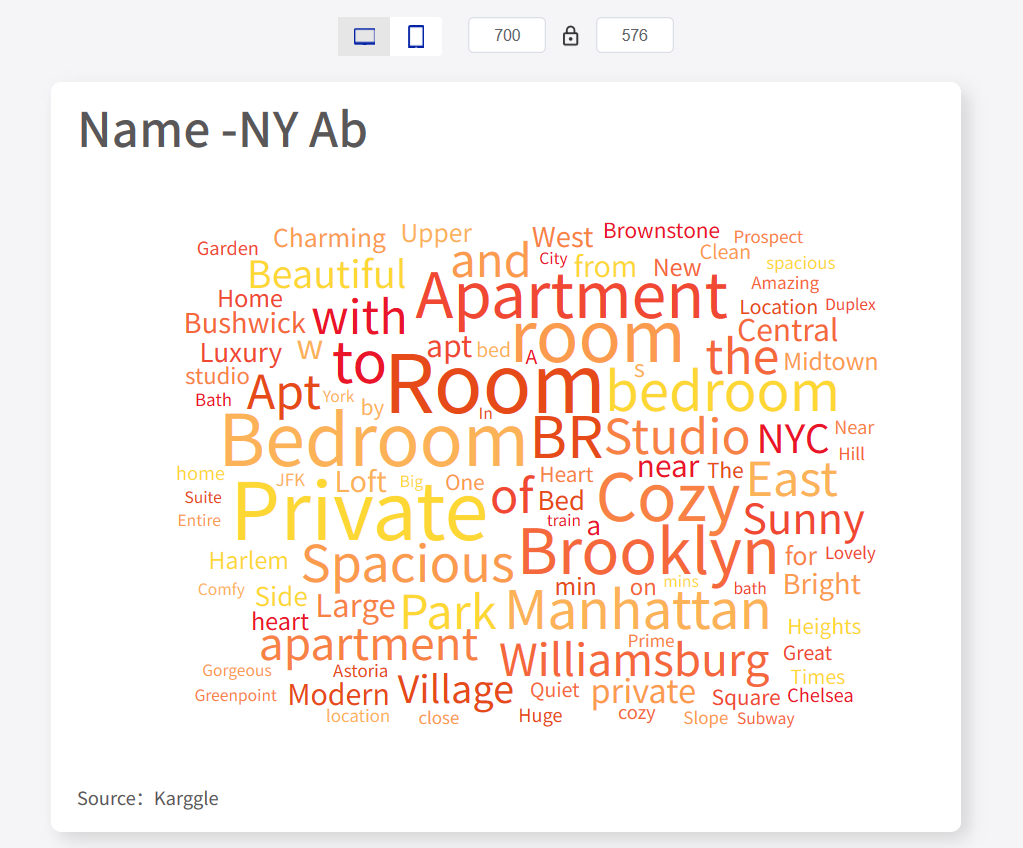 700 576
Name -NY Ab
Garden Charming Upper West Brownstone Prospect
Beautiful and City from New Clean spacious
Home with Apartment Amazing
Bushwick Location Duplex
Luxury w to apt bed room Central
studio A s the Midtown
Bath Apt York by Room In bedroom
Bedroom BR Studio NYC Near
Hill
home JFK Loft Big One Heart near The East
Suite Private of Bed Cozy
Entire train a Sunny
Harlem Spacious Brooklyn for Lovely
Comfy Side min on mins bath Bright
heart Large Park Manhattan Heights
apartment Williamsburg Prime Great
Gorgeous Astoria Times
Greenpoint Modern Village Quiet private Square Chelsea
location close Huge cozy Slope Subway
Source：Karggle